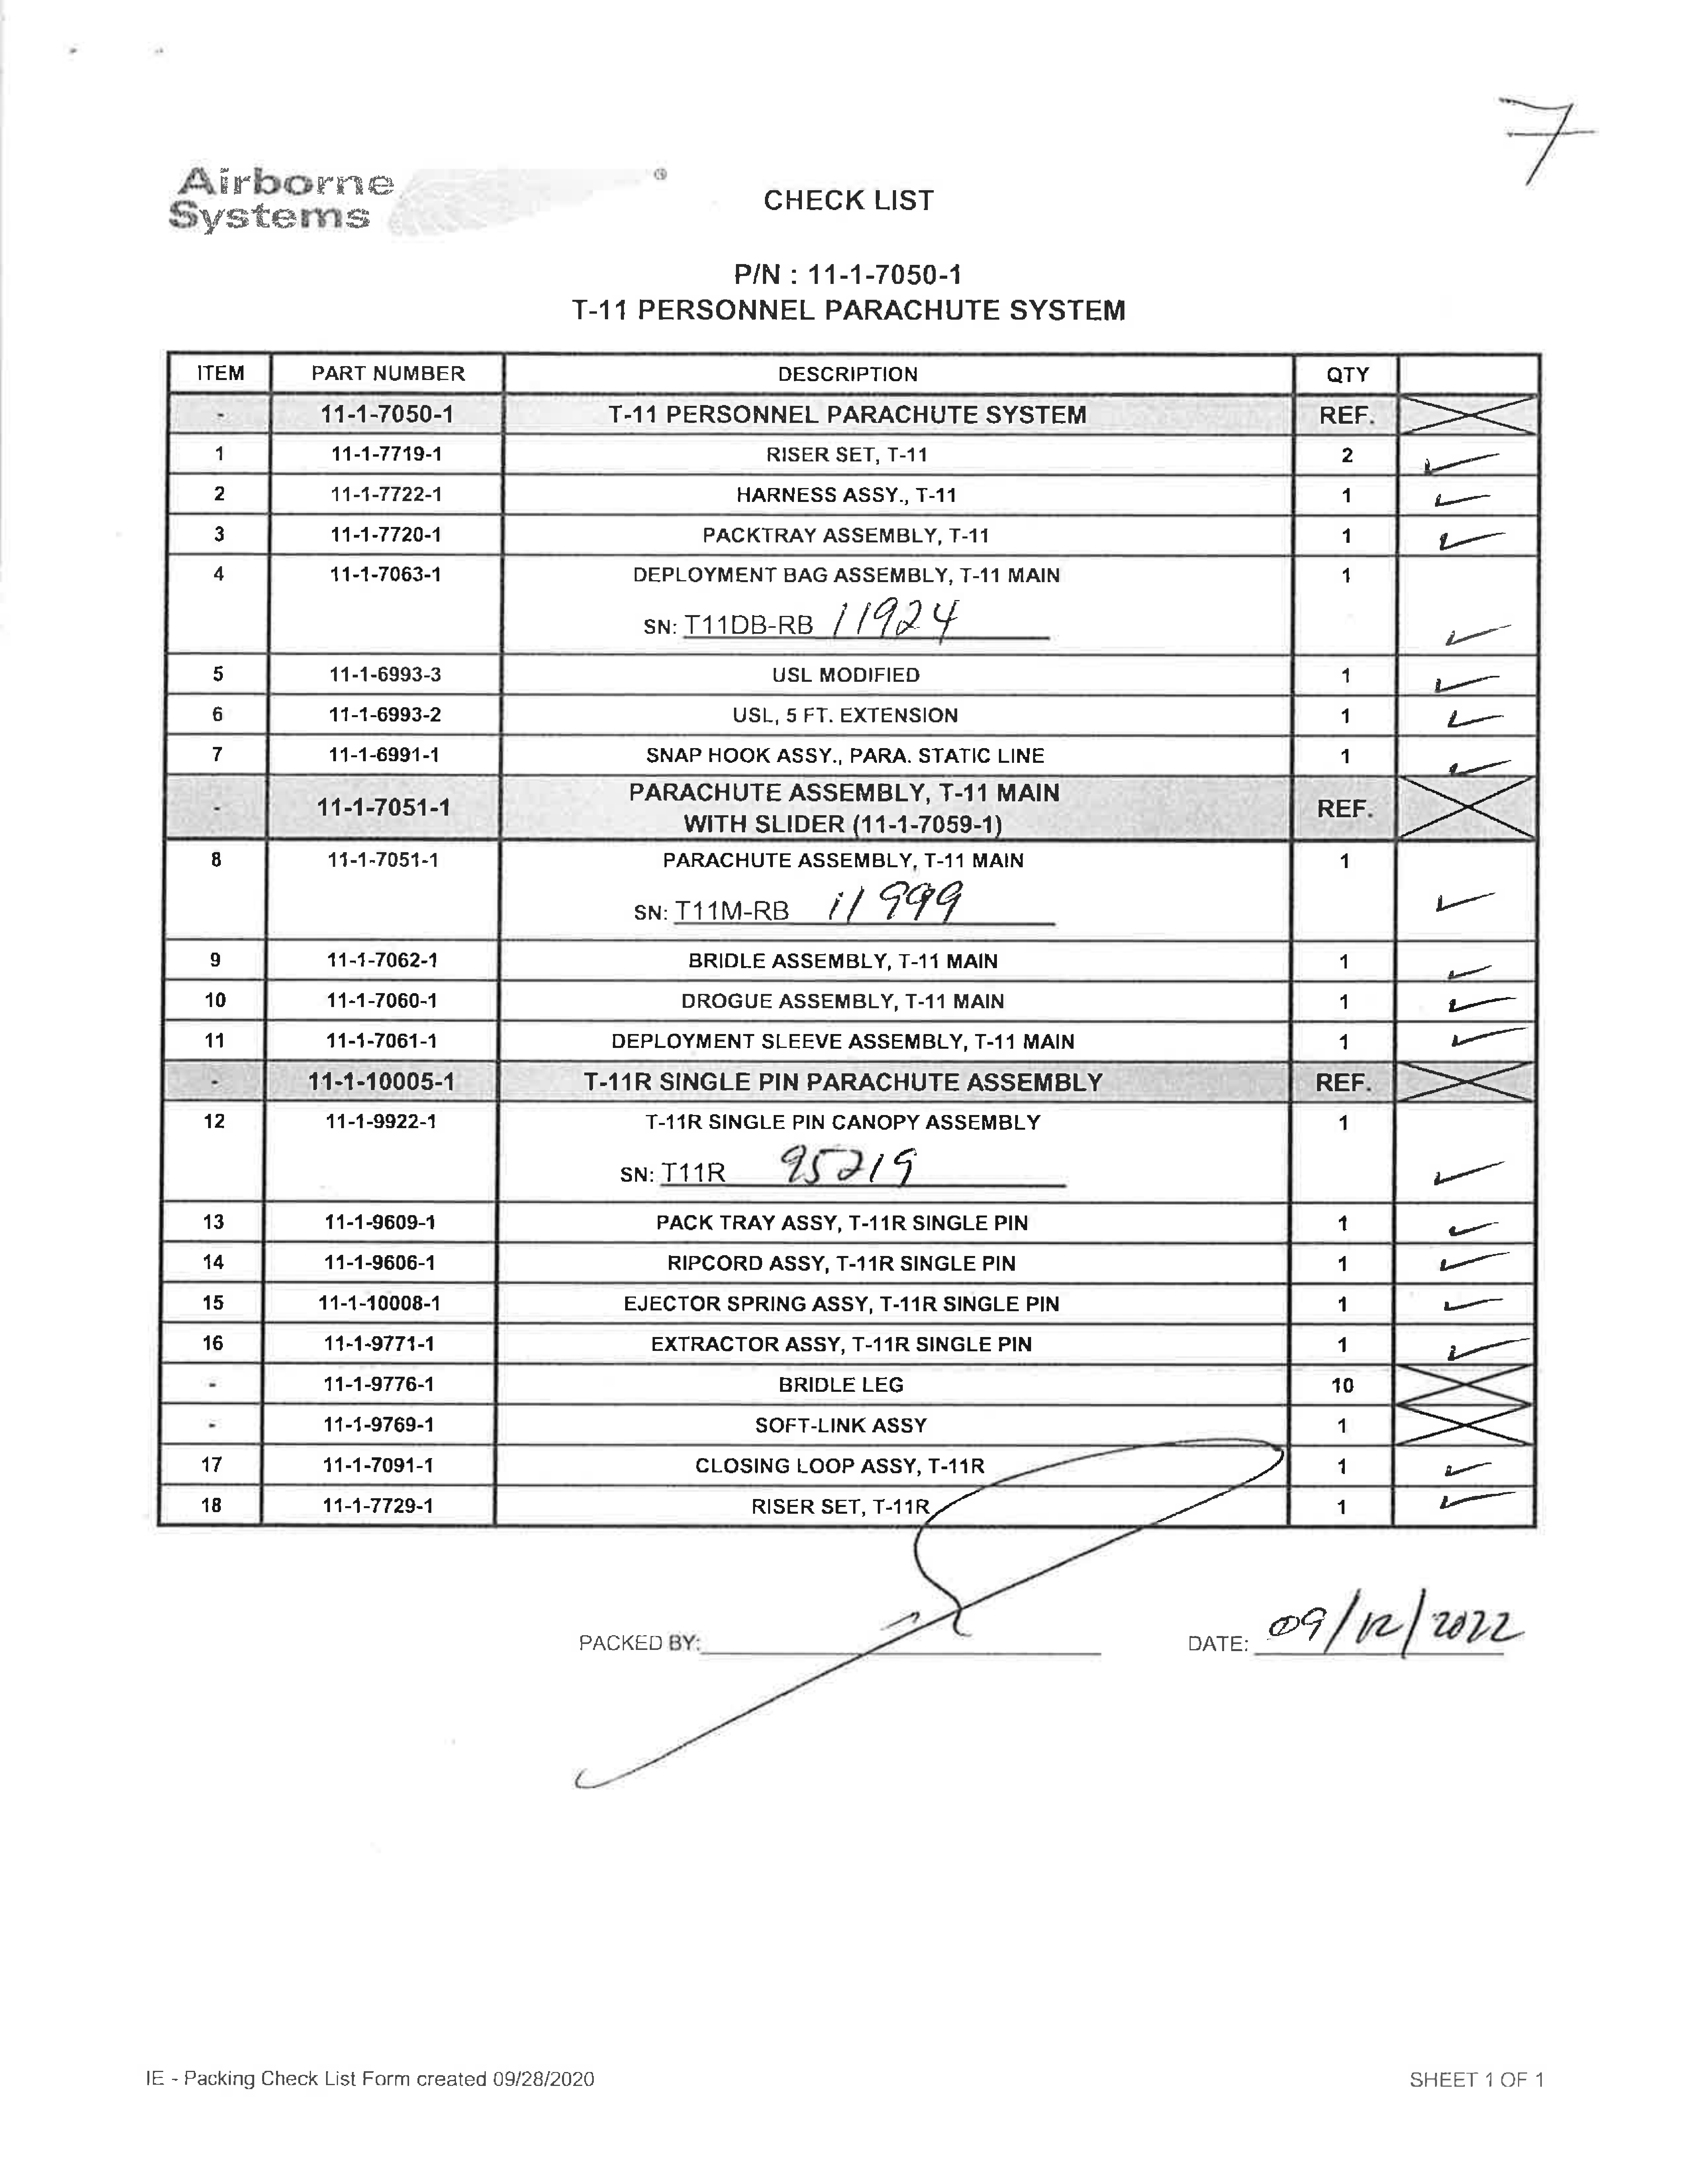 7
Airborne
Systems ®
CHECK LIST
P/N : 11-1-7050-1
T-11 PERSONNEL PARACHUTE SYSTEM
ITEM PART NUMBER DESCRIPTION QTY
- 11-1-7050-1 T-11 PERSONNEL PARACHUTE SYSTEM REF.
1 11-1-7719-1 RISER SET, T-11 2
2 11-1-7722-1 HARNESS ASSY., T-11 1
3 11-1-7720-1 PACKTRAY ASSEMBLY, T-11 1
4 11-1-7063-1 DEPLOYMENT BAG ASSEMBLY, T-11 MAIN 1
SN: T11DB-RB 11924
5 11-1-6993-3 USL MODIFIED 1
6 11-1-6993-2 USL, 5 FT. EXTENSION 1
7 11-1-6991-1 SNAP HOOK ASSY., PARA. STATIC LINE 1
- 11-1-7051-1 PARACHUTE ASSEMBLY, T-11 MAIN REF.
WITH SLIDER (11-1-7059-1)
8 11-1-7051-1 PARACHUTE ASSEMBLY, T-11 MAIN 1
SN: T11M-RB 11999
9 11-1-7062-1 BRIDLE ASSEMBLY, T-11 MAIN 1
10 11-1-7060-1 DROGUE ASSEMBLY, T-11 MAIN 1
11 11-1-7061-1 DEPLOYMENT SLEEVE ASSEMBLY, T-11 MAIN 1
- 11-1-10005-1 T-11R SINGLE PIN PARACHUTE ASSEMBLY REF.
12 11-1-9922-1 T-11R SINGLE PIN CANOPY ASSEMBLY 1
SN: T11R 95219
13 11-1-9609-1 PACK TRAY ASSY, T-11R SINGLE PIN 1
14 11-1-9606-1 RIPCORD ASSY, T-11R SINGLE PIN 1
15 11-1-10008-1 EJECTOR SPRING ASSY, T-11R SINGLE PIN 1
16 11-1-9771-1 EXTRACTOR ASSY, T-11R SINGLE PIN 1
- 11-1-9776-1 BRIDLE LEG 10
- 11-1-9769-1 SOFT-LINK ASSY 1
17 11-1-7091-1 CLOSING LOOP ASSY, T-11R 1
18 11-1-7729-1 RISER SET, T-11R 1
PACKED BY: DATE: 09/12/2022
IE - Packing Check List Form created 09/28/2020 SHEET 1 OF 1